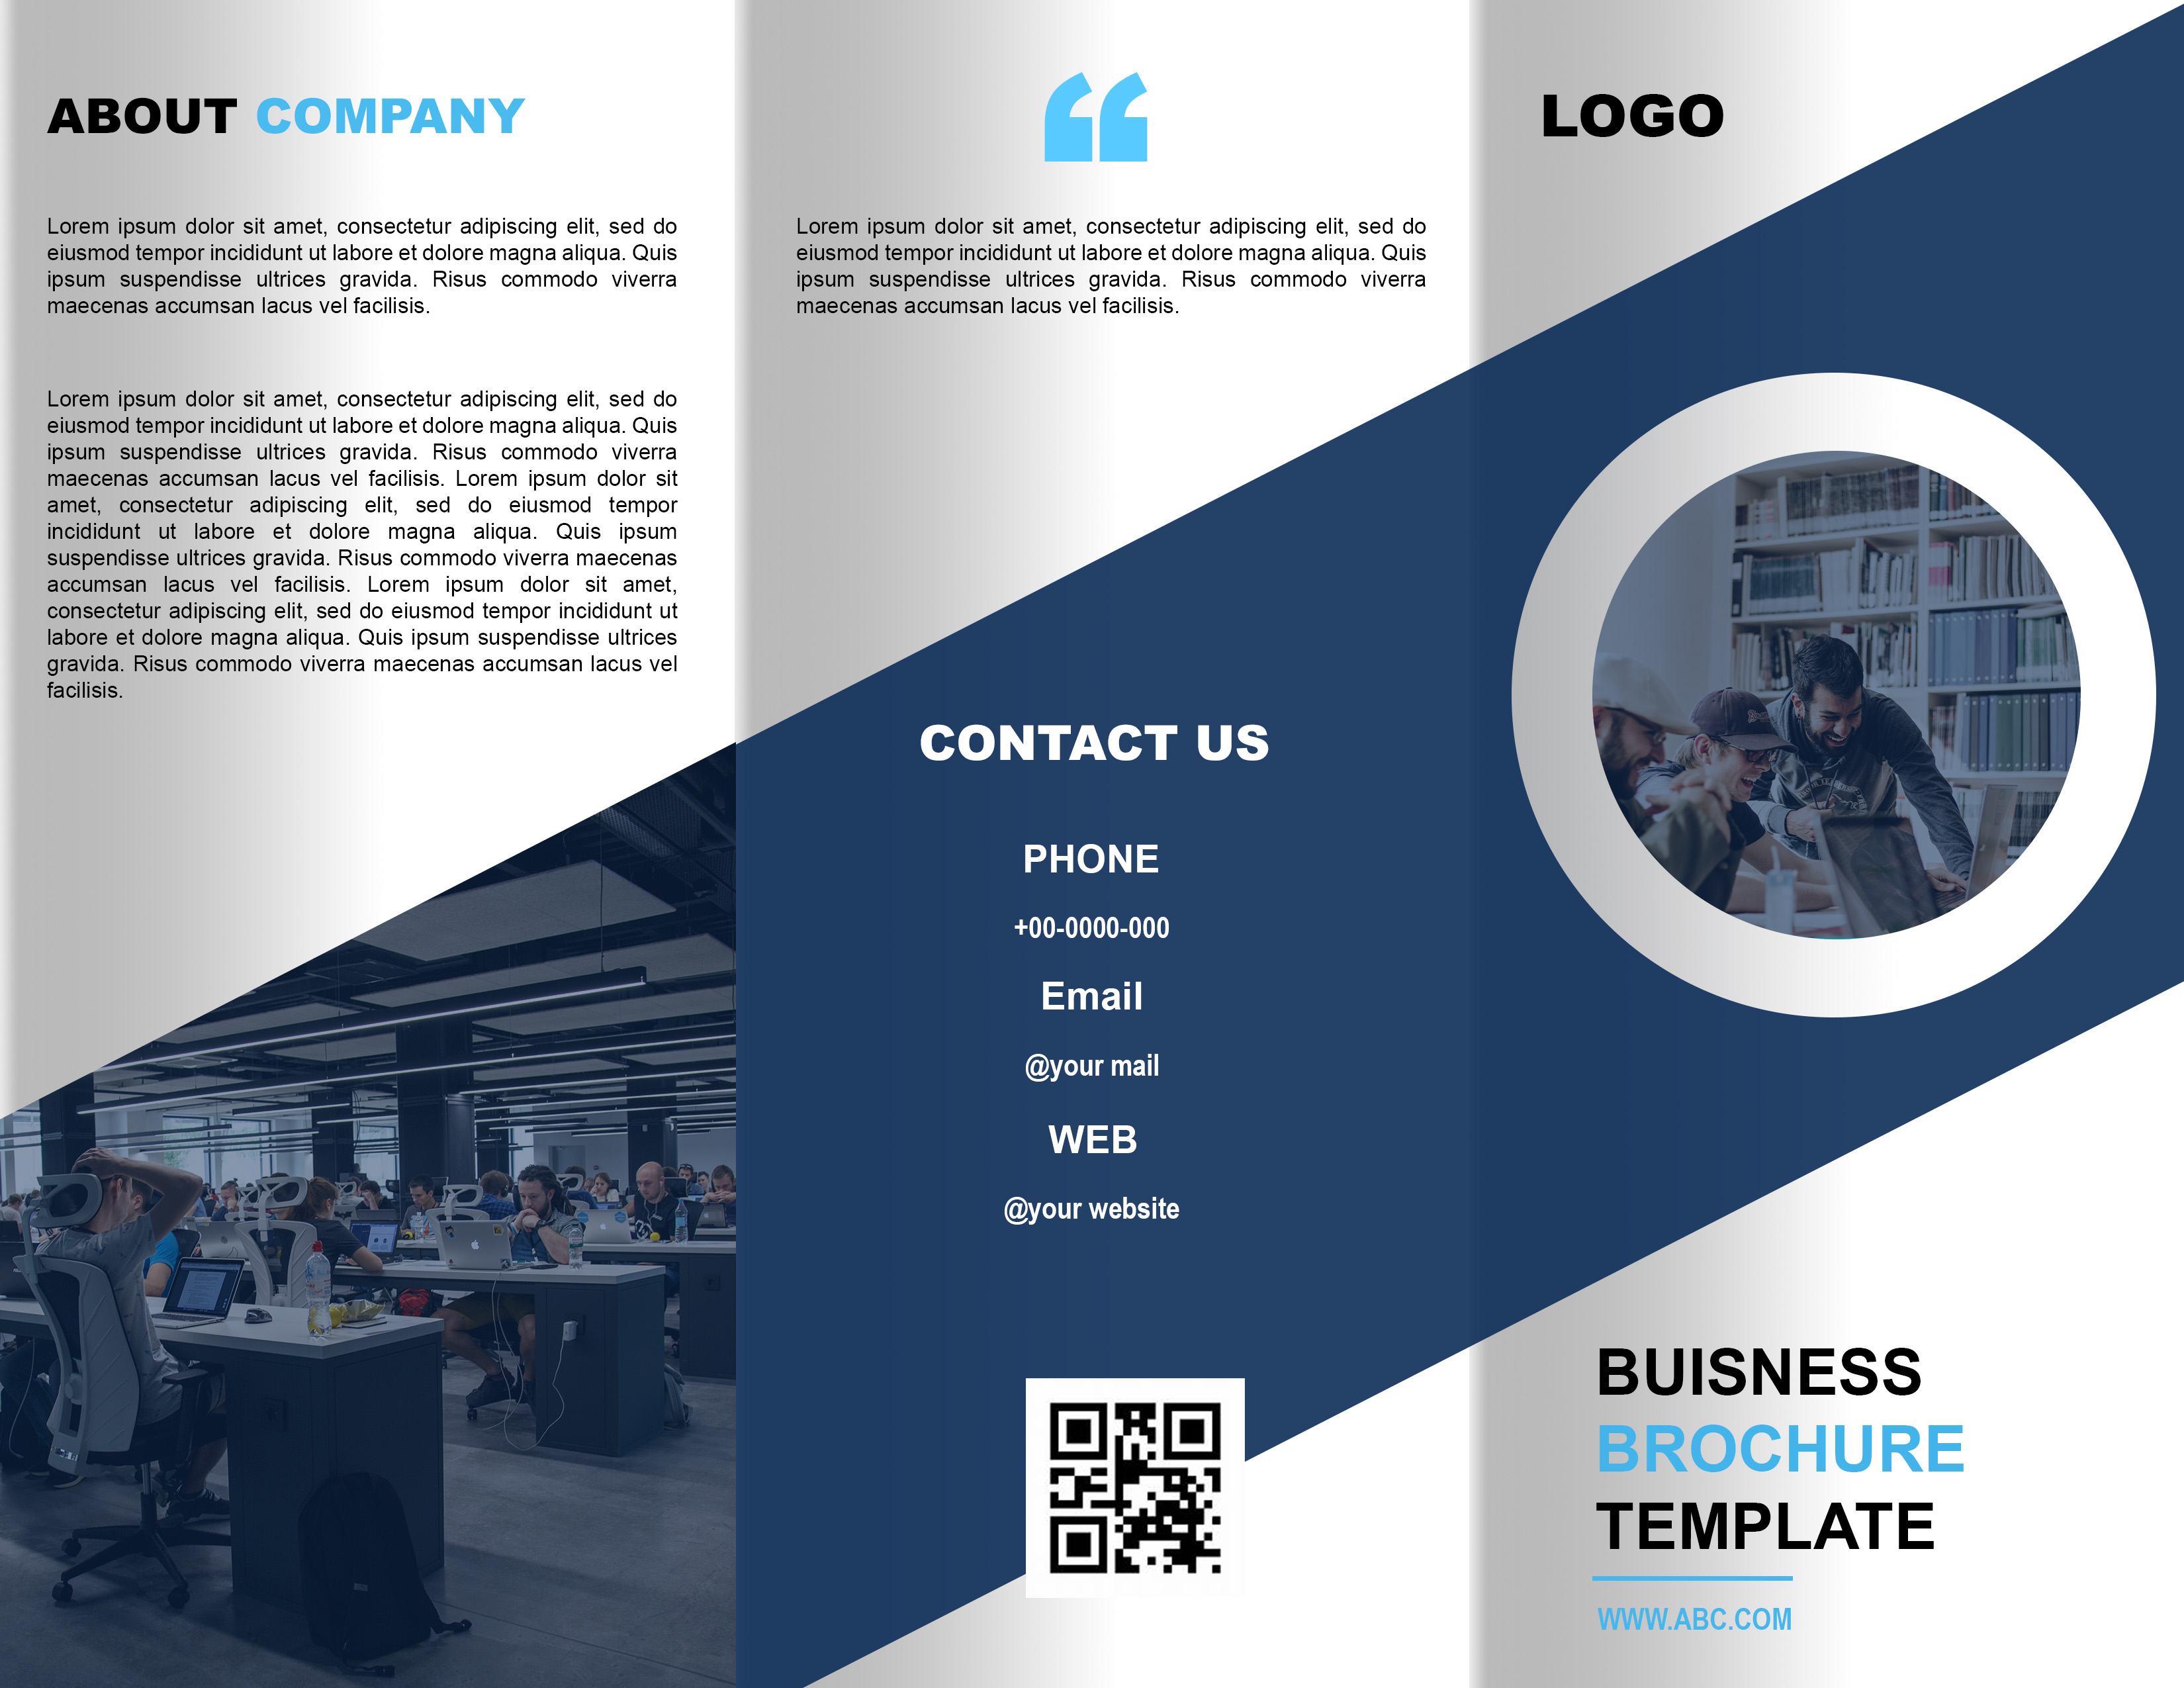 ABOUT COMPANY
Lorem ipsum dolor sit amet, consectetur adipiscing elit, sed do
eiusmod tempor incididunt ut labore et dolore magna aliqua. Quis
ipsum suspendisse ultrices gravida. Risus commodo viverra
maecenas accumsan lacus vel facilisis.
Lorem ipsum dolor sit amet, consectetur adipiscing elit, sed do
eiusmod tempor incididunt ut labore et dolore magna aliqua. Quis
ipsum suspendisse ultrices gravida. Risus commodo viverra
maecenas accumsan lacus vel facilisis. Lorem ipsum dolor sit
amet, consectetur adipiscing elit, sed do eiusmod tempor
incididunt ut labore et dolore magna aliqua. Quis ipsum
suspendisse ultrices gravida. Risus commodo viverra maecenas
accumsan lacus vel facilisis. Lorem ipsum dolor sit amet,
consectetur adipiscing elit, sed do eiusmod tempor incididunt ut
labore et dolore magna aliqua. Quis ipsum suspendisse ultrices
gravida. Risus commodo viverra maecenas accumsan lacus vel
facilisis.
“
Lorem ipsum dolor sit amet, consectetur adipiscing elit, sed do
eiusmod tempor incididunt ut labore et dolore magna aliqua. Quis
ipsum suspendisse ultrices gravida. Risus commodo viverra
maecenas accumsan lacus vel facilisis.
CONTACT US
PHONE
+00-0000-000
Email
@your mail
WEB
@your website
LOGO
BUISNESS
BROCHURE
TEMPLATE
WWW.ABC.COM